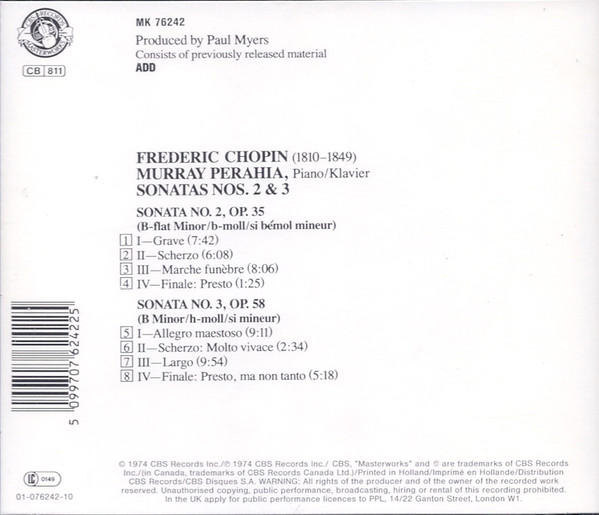 CBS RECORDS
MASTERWORKS
CB 811
MK 76242
Produced by Paul Myers
Consists of previously released material
ADD
FREDERIC CHOPIN (1810–1849)
MURRAY PERAHIA, Piano/Klavier
SONATAS NOS. 2 & 3
SONATA NO. 2, OP. 35
(B-flat Minor/b-moll/si bémol mineur)
1 I—Grave (7:42)
2 II—Scherzo (6:08)
3 III—Marche funèbre (8:06)
4 IV—Finale: Presto (1:25)
SONATA NO. 3, OP. 58
(B Minor/h-moll/si mineur)
5 I—Allegro maestoso (9:11)
6 II—Scherzo: Molto vivace (2:34)
7 III—Largo (9:54)
8 IV—Finale: Presto, ma non tanto (5:18)
5 099707 624225
LC 0149
01-076242-10
© 1974 CBS Records Inc./℗ 1974 CBS Records Inc./ CBS, "Masterworks" and are trademarks of CBS Records
Inc./(in Canada, trademarks of CBS Records Canada Ltd.)/Printed in Holland/Imprimé en Hollande/Distribution
CBS Records/CBS Disques S.A. WARNING: All rights of the producer and of the owner of the recorded work
reserved. Unauthorised copying, public performance, broadcasting, hiring or rental of this recording prohibited.
In the UK apply for public performance licences to PPL, 14/22 Ganton Street, London W1.